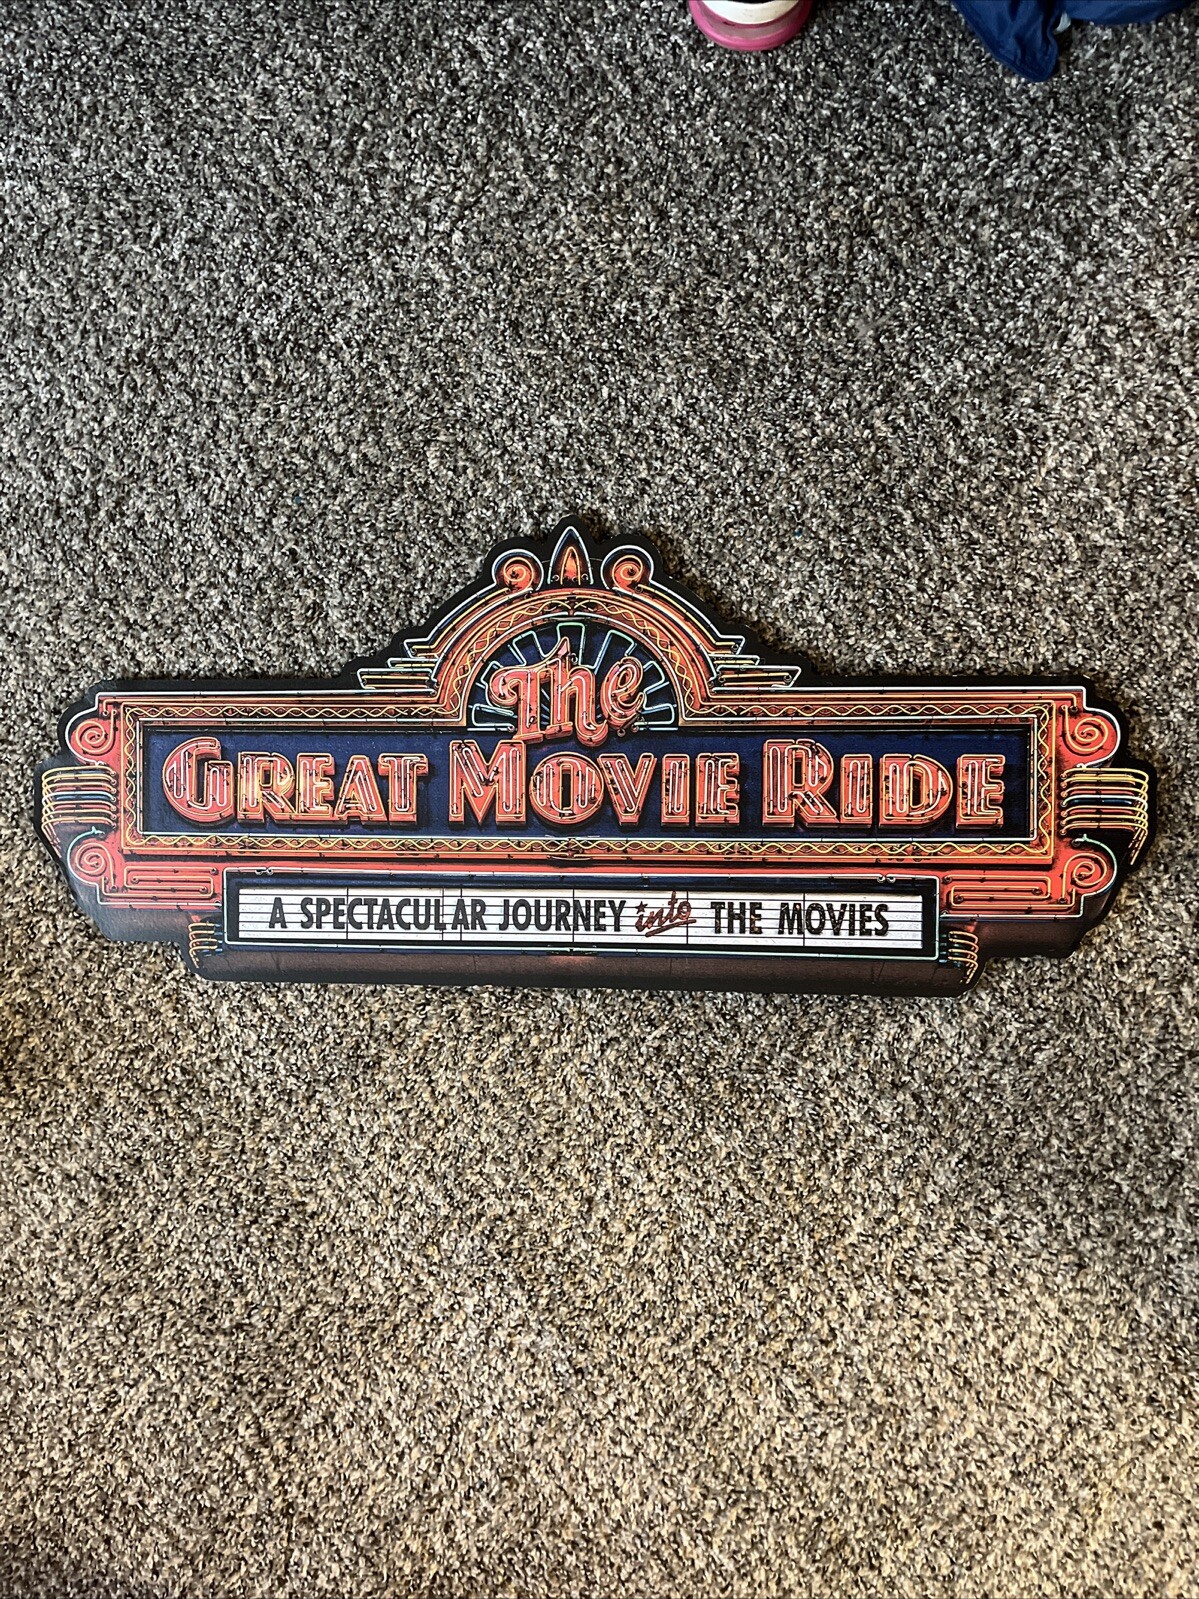 The
GREAT MOVIE RIDE
A SPECTACULAR JOURNEY into THE MOVIES